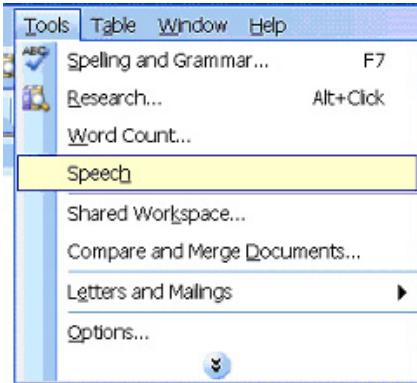 Tools Table Window Help
Spelling and Grammar... F7
Research... Alt+Click
Word Count...
Speech
Shared Workspace...
Compare and Merge Documents...
Letters and Mailings
Options...